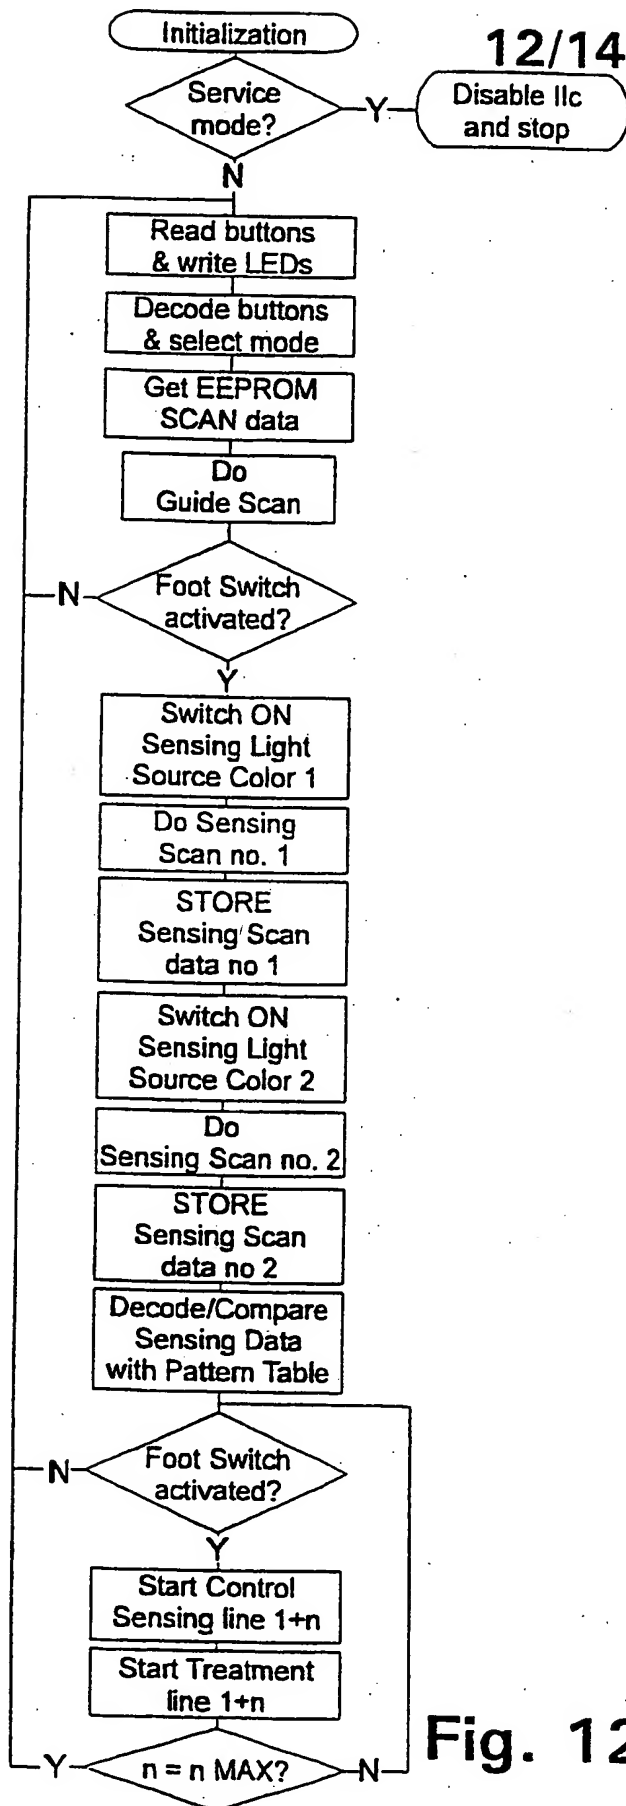 Initialization
12/14
Service
mode?
Y
Disable IIc
and stop
N
Read buttons
& write LEDs
Decode buttons
& select mode
Get EEPROM
SCAN data
Do
Guide Scan
Foot Switch
activated?
N
Y
Switch ON
Sensing Light
Source Color 1
Do Sensing
Scan no. 1
STORE
Sensing Scan
data no 1
Switch ON
Sensing Light
Source Color 2
Do
Sensing Scan no. 2
STORE
Sensing Scan
data no 2
Decode/Compare
Sensing Data
with Pattern Table
Foot Switch
activated?
N
Y
Start Control
Sensing line 1+n
Start Treatment
line 1+n
n = n MAX?
Y
N
Fig. 12